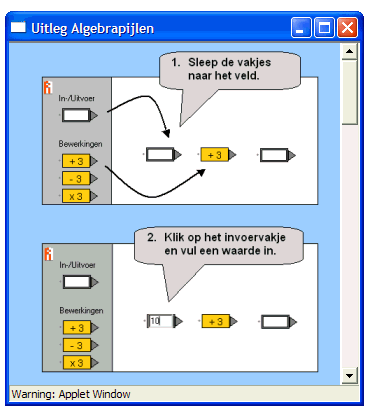 Uitleg Algebrapijlen
1. Sleep de vakjes
naar het veld.
In-/Uitvoer
Bewerkingen
+ 3
- 3
x 3
+ 3
2. Klik op het invoervakje
en vul een waarde in.
In-/Uitvoer
Bewerkingen
+ 3
- 3
x 3
10
+ 3
Warning: Applet Window